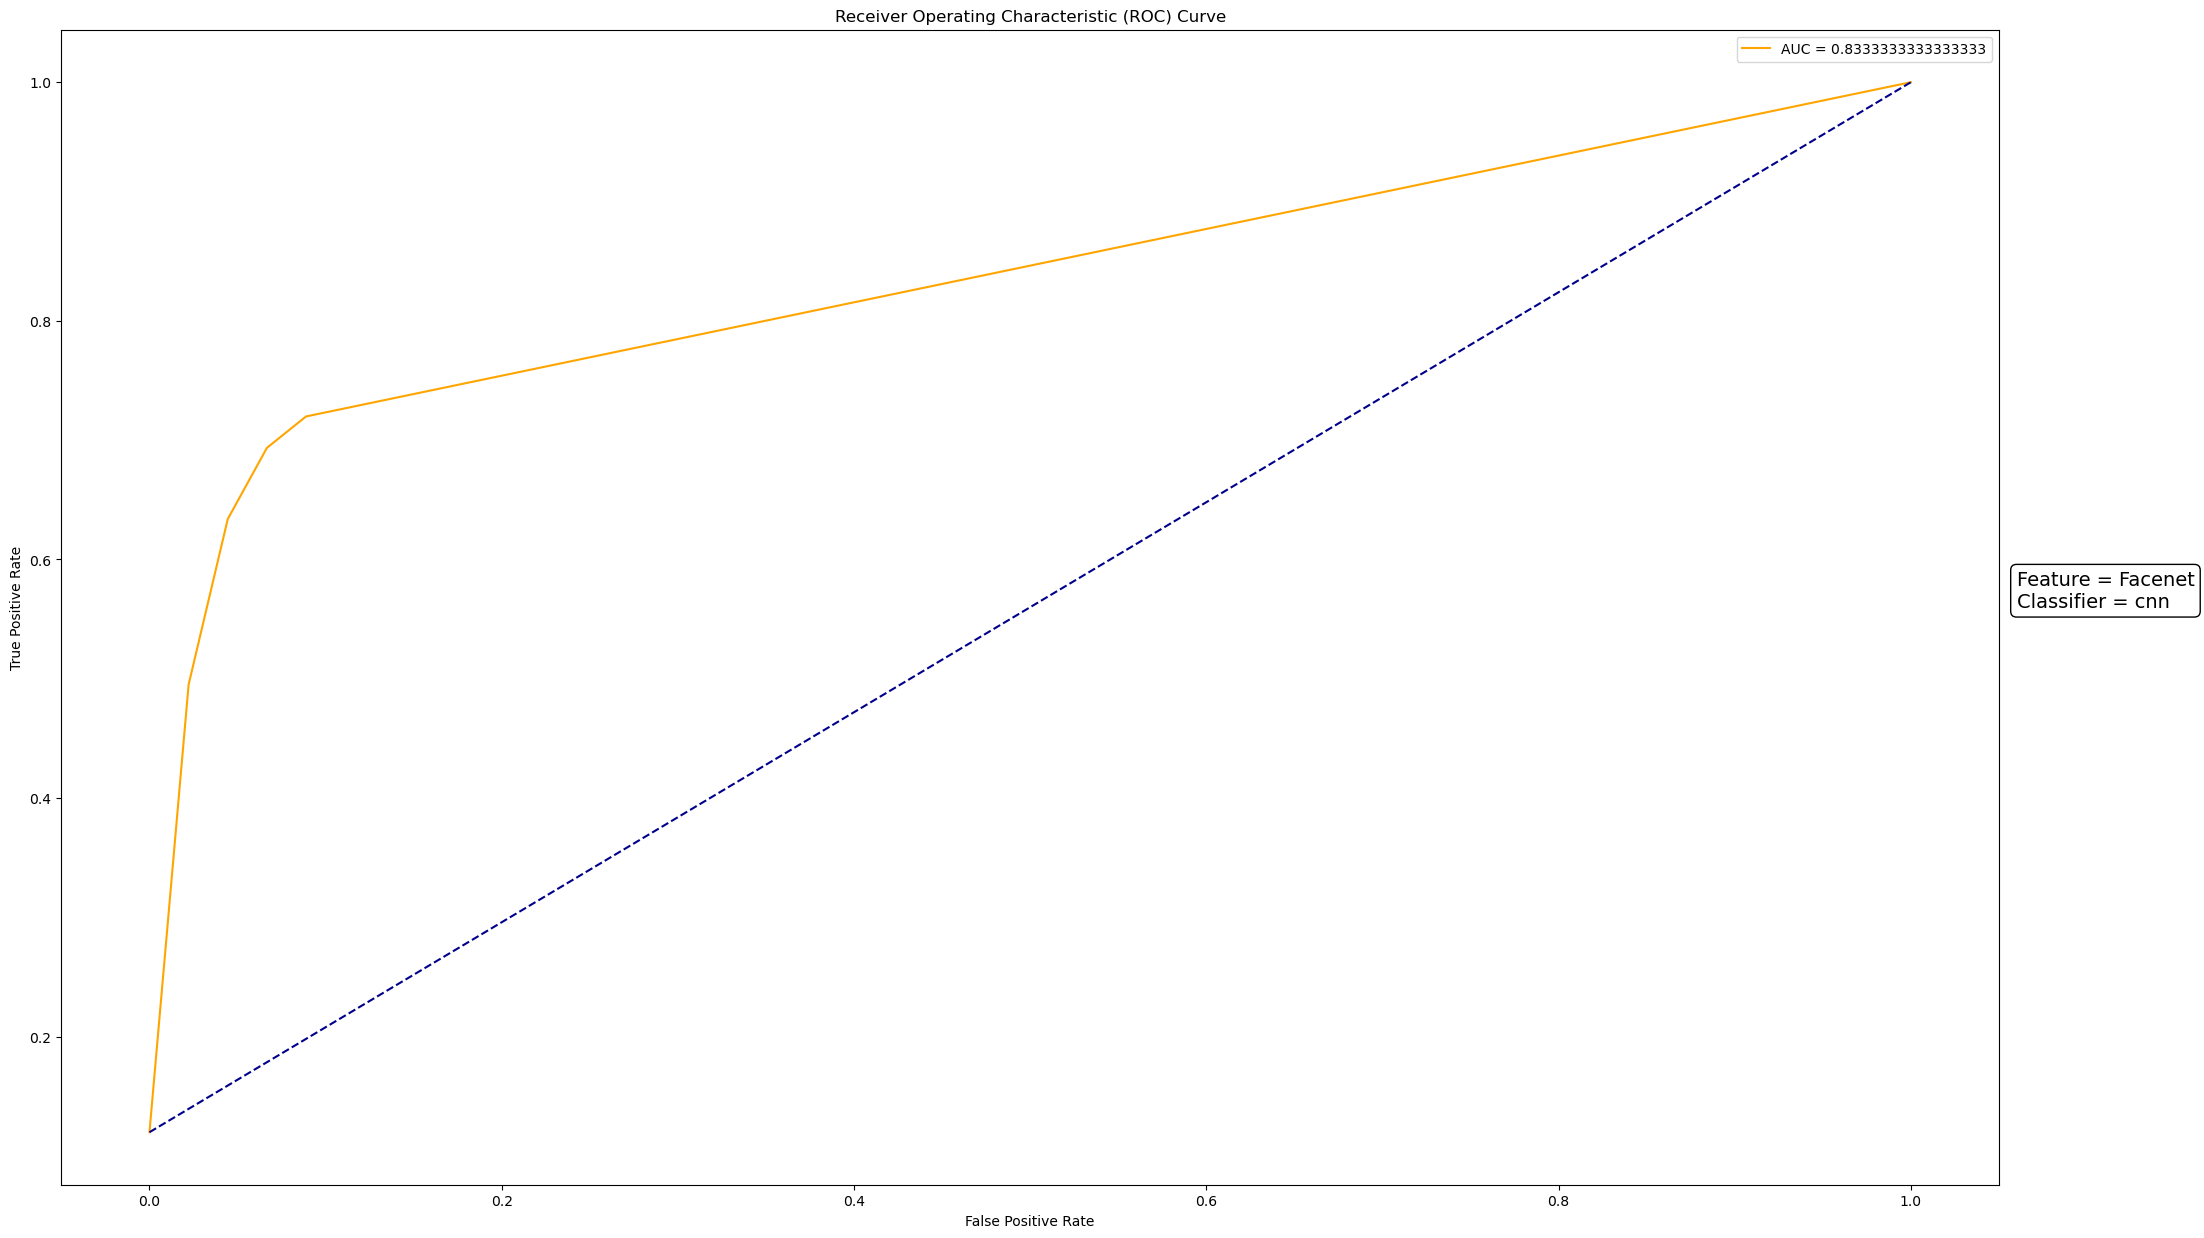 Receiver Operating Characteristic (ROC) Curve
AUC = 0.8333333333333333
1.0
0.8
0.6
0.4
0.2
True Positive Rate
0.0
0.2
0.4
0.6
0.8
1.0
False Positive Rate
Feature = Facenet
Classifier = cnn